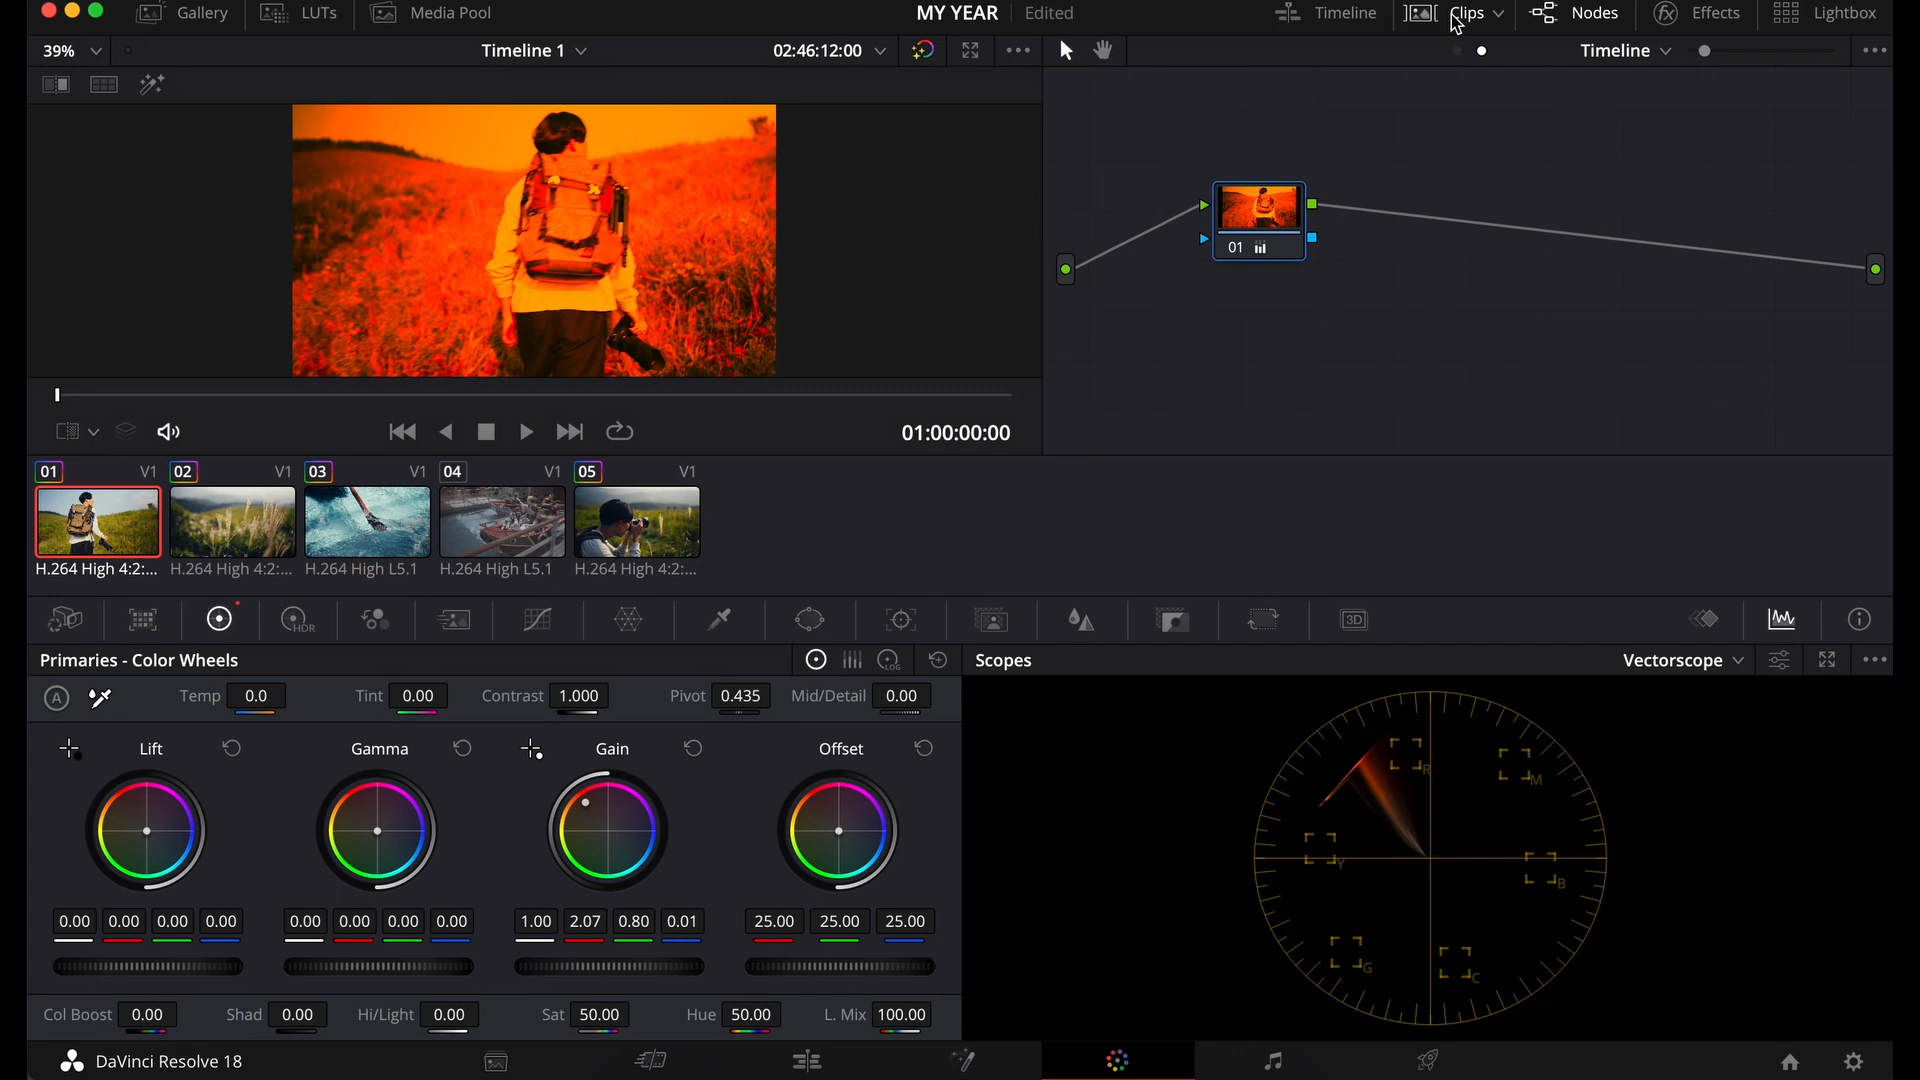 Gallery LUTs Media Pool MY YEAR Edited Timeline Clips Nodes Effects Lightbox
39% Timeline 1 02:46:12:00 Timeline
01
01:00:00:00
01 V1 02 V1 03 V1 04 V1 05 V1
H.264 High 4:2:... H.264 High 4:2:... H.264 High L5.1 H.264 High L5.1 H.264 High 4:2:...
HDR 3D
Primaries - Color Wheels LOG Scopes Vectorscope
A Temp 0.0 Tint 0.00 Contrast 1.000 Pivot 0.435 Mid/Detail 0.00
Lift Gamma Gain Offset
R
M
Y
B
G
C
0.00 0.00 0.00 0.00 0.00 0.00 0.00 0.00 1.00 2.07 0.80 0.01 25.00 25.00 25.00
Col Boost 0.00 Shad 0.00 Hi/Light 0.00 Sat 50.00 Hue 50.00 L. Mix 100.00
DaVinci Resolve 18